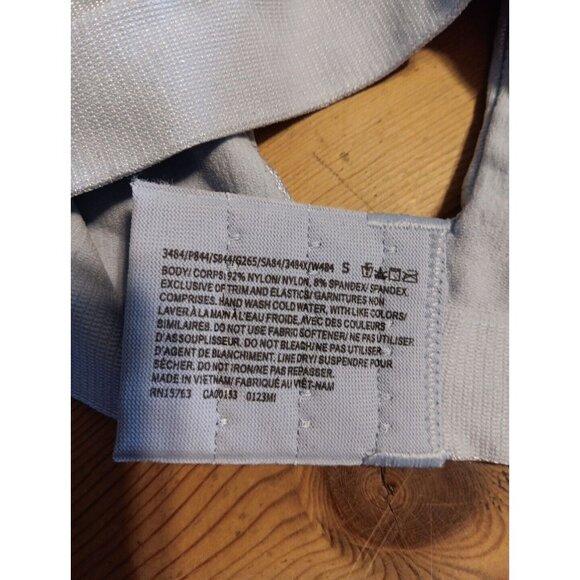 3484/P844/S844/G265/SA84/3484X/W484 S
BODY/ CORPS: 92% NYLON/ NYLON, 8% SPANDEX/ SPANDEX.
EXCLUSIVE OF TRIM AND ELASTICS/ GARNITURES NON
COMPRISES. HAND WASH COLD WATER, WITH LIKE COLORS/
LAVER À LA MAIN À L'EAU FROIDE, AVEC DES COULEURS
SIMILAIRES. DO NOT USE FABRIC SOFTENER/ NE PAS UTILISER
D'ASSOUPLISSEUR. DO NOT BLEACH/ NE PAS UTILISER
D'AGENT DE BLANCHIMENT. LINE DRY/ SUSPENDRE POUR
SÉCHER. DO NOT IRON/NE PAS REPASSER.
MADE IN VIETNAM/ FABRIQUÉ AU VIÊT-NAM
RN15763 CA00153 0123MI